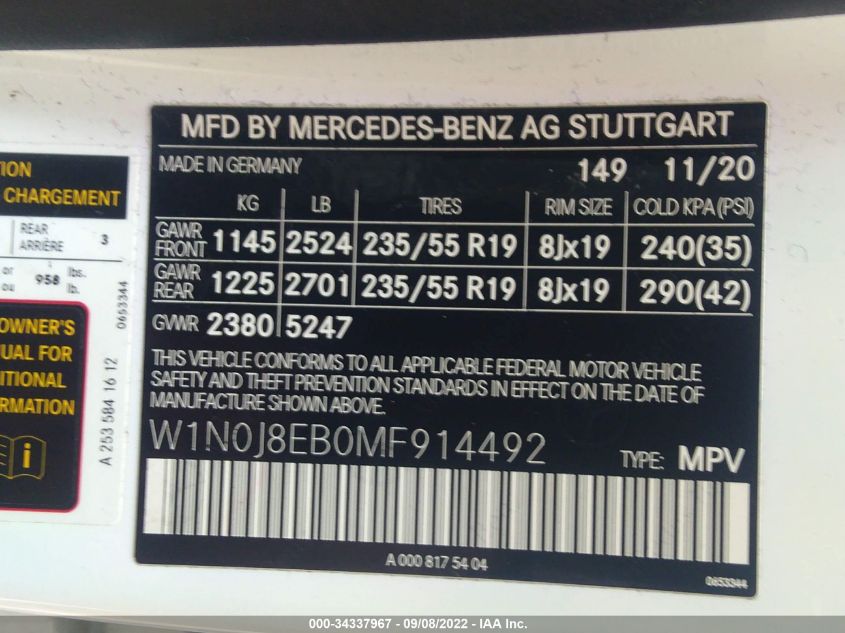 TION
CHARGEMENT
REAR
ARRIÈRE 3
or
ou 958 lbs.
lb.
OWNER'S
UAL FOR
ITIONAL
RMATION
i
A 253 584 16 12
0653344
MFD BY MERCEDES-BENZ AG STUTTGART
MADE IN GERMANY 149 11/20
KG LB TIRES RIM SIZE COLD KPA(PSI)
GAWR
FRONT 1145 2524 235/55 R19 8Jx19 240(35)
GAWR
REAR 1225 2701 235/55 R19 8Jx19 290(42)
GVWR 2380 5247
THIS VEHICLE CONFORMS TO ALL APPLICABLE FEDERAL MOTOR VEHICLE
SAFETY AND THEFT PREVENTION STANDARDS IN EFFECT ON THE DATE OF
MANUFACTURE SHOWN ABOVE.
W1N0J8EB0MF914492 TYPE: MPV
A 000 817 54 04
0653344
000-34337967 - 09/08/2022 - IAA Inc.